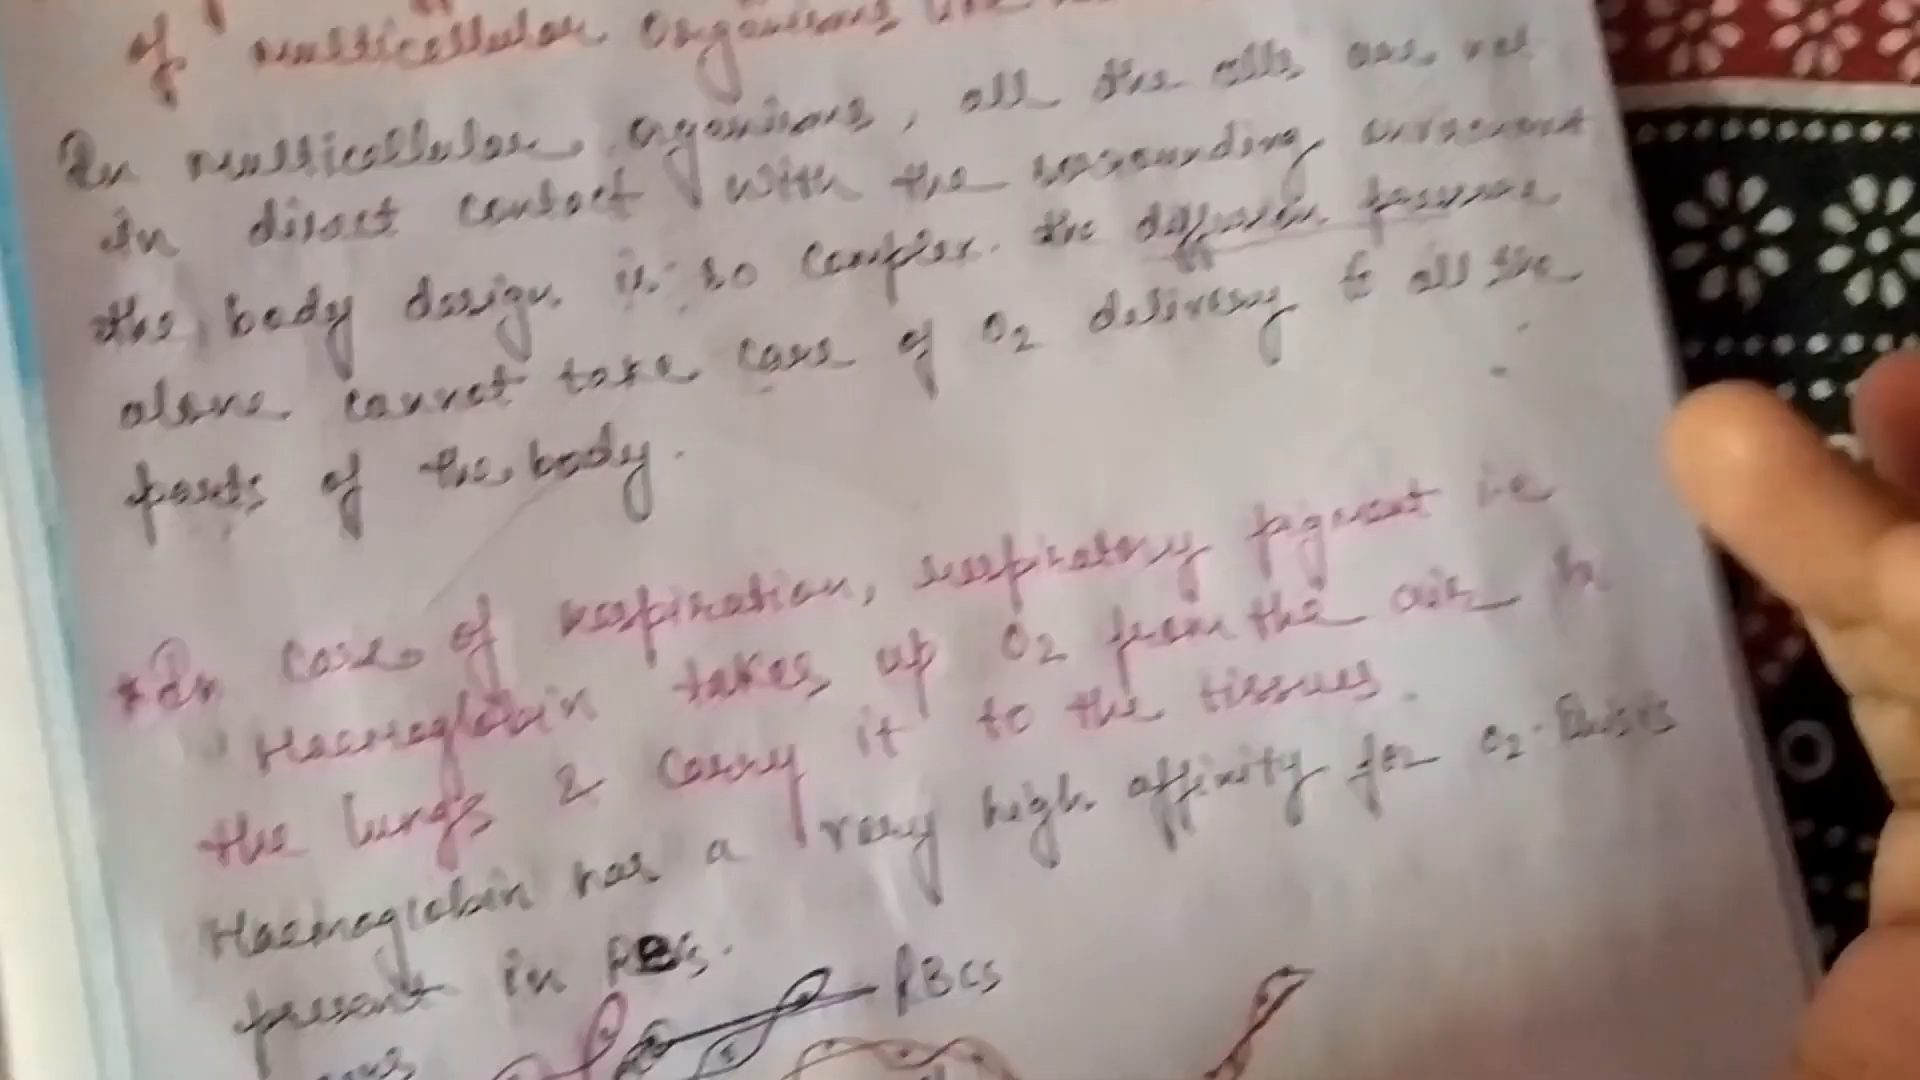 of multicellular organisms
In multicellular organisms, all the cells are not
in direct contact with the surrounding
the body design is so complex. the diffusion pressure
alone cannot take care of O2 delivery to all the
parts of the body.
*In case of respiration, respiratory pigment i.e
Haemoglobin takes up O2 from the air in
the lungs & carry it to the tissues.
Haemoglobin has a very high affinity for O2.
present in RBCs.
RBCs